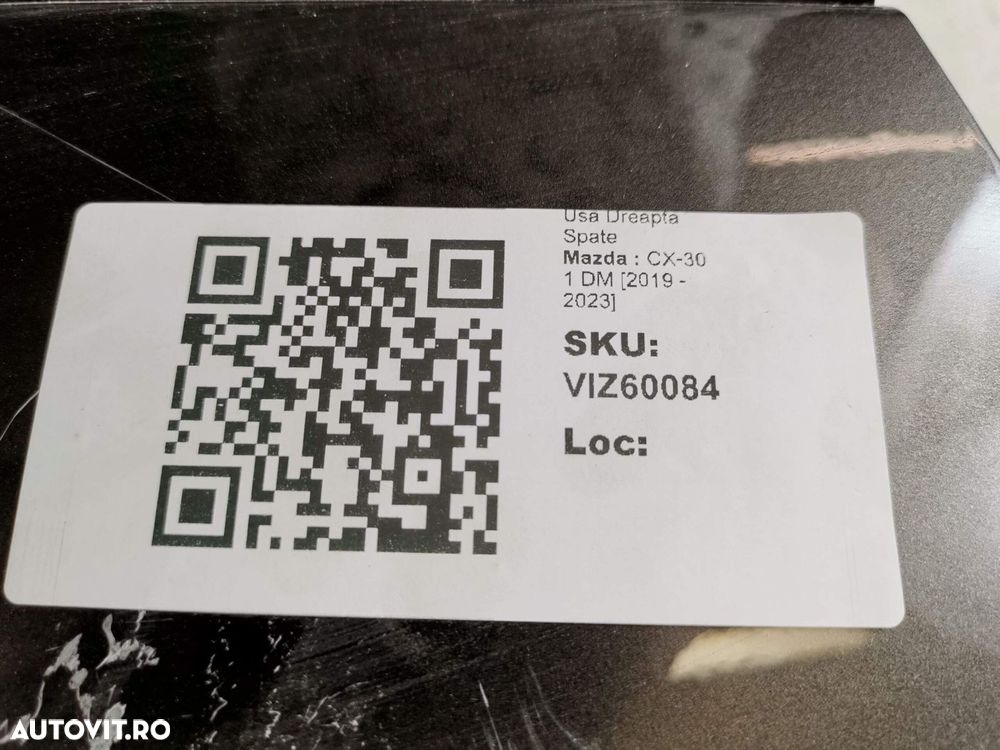 Usa Dreapta
Spate
Mazda : CX-30
1 DM [2019 -
2023]
SKU:
VIZ60084
Loc:
AUTOVIT.RO